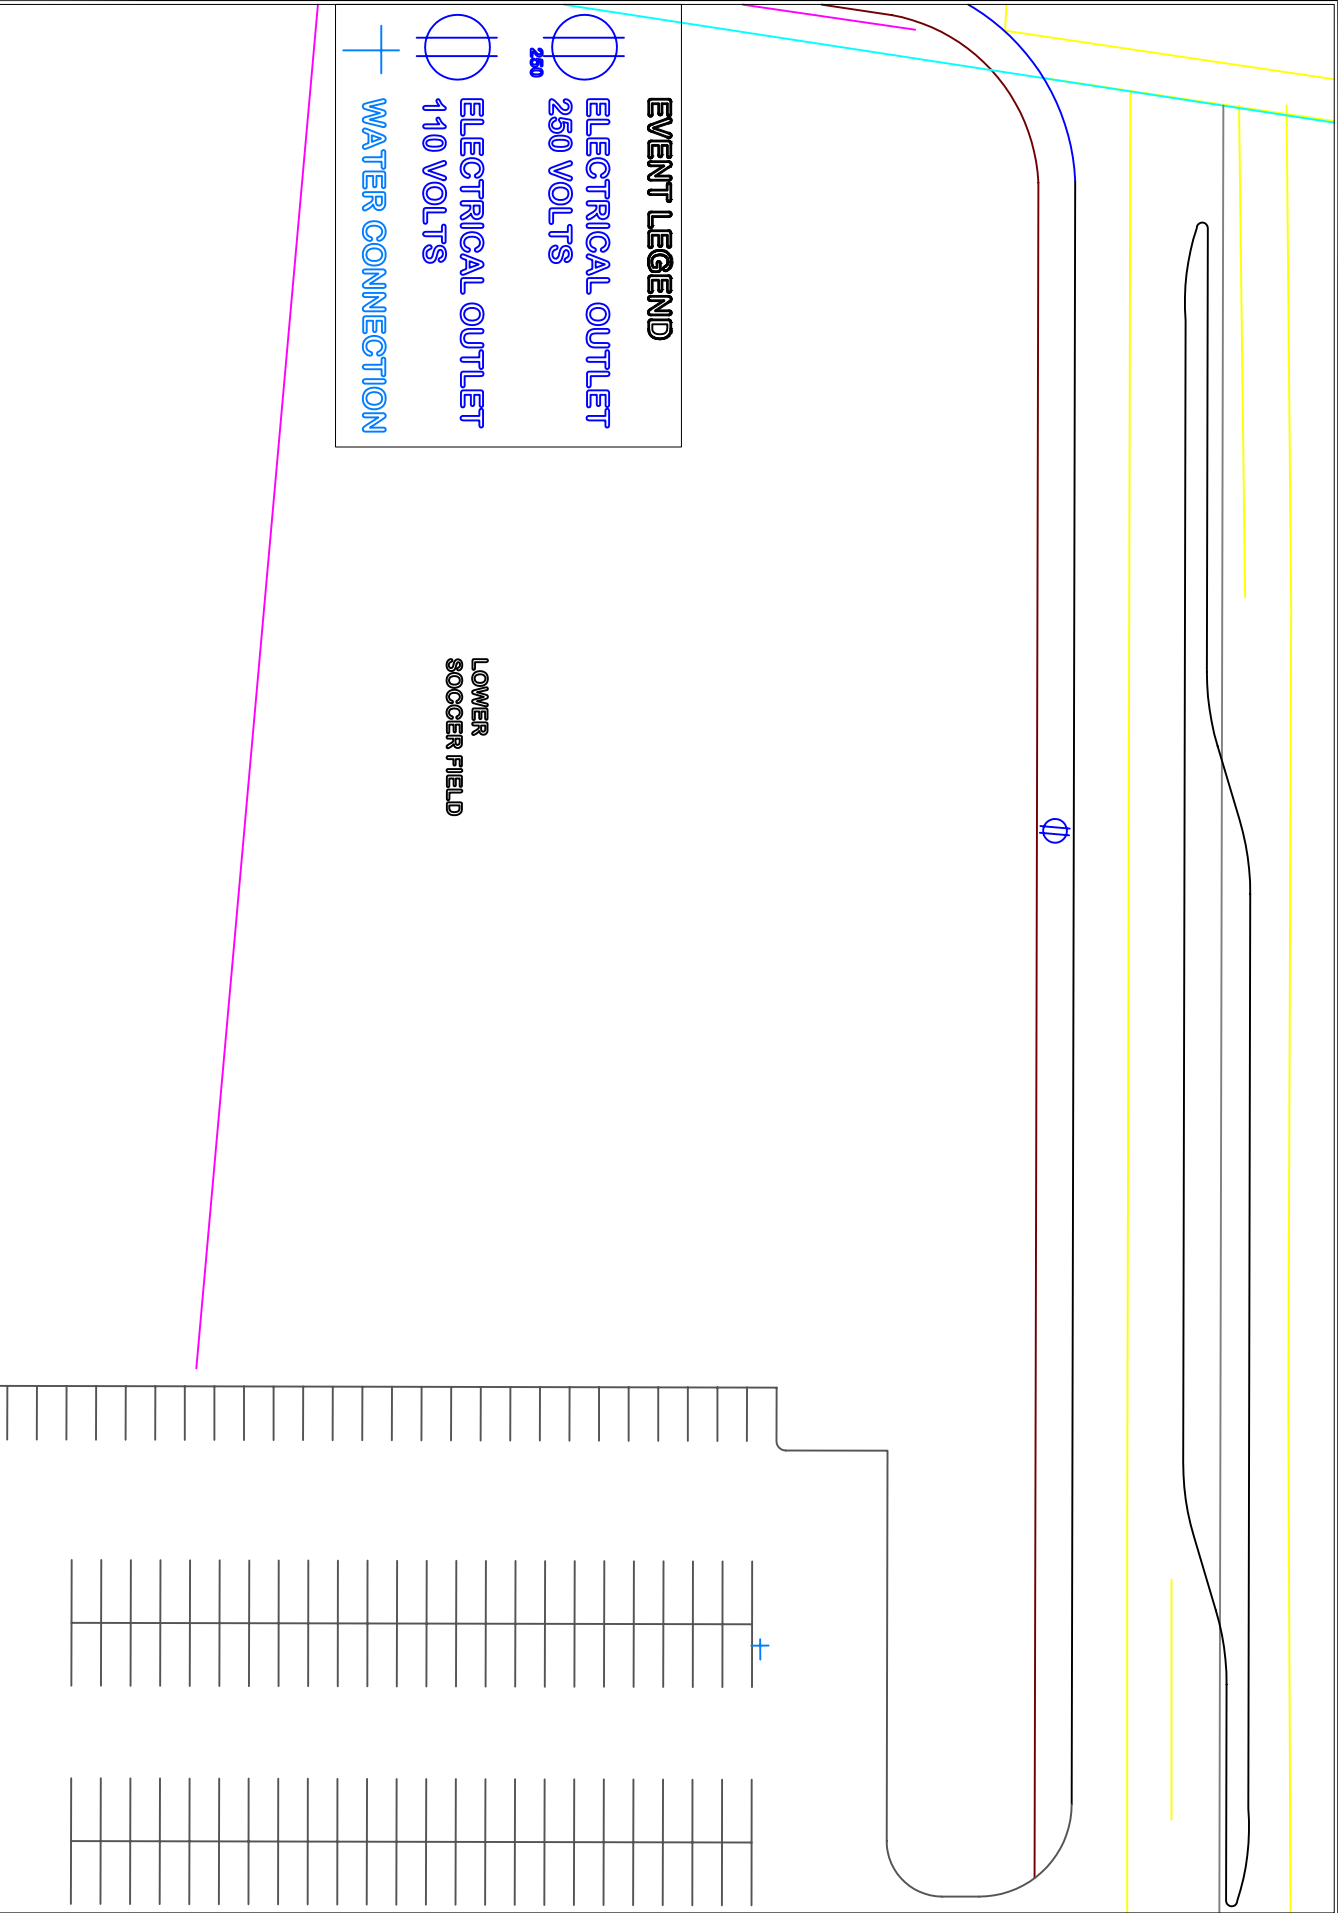 EVENT LEGEND
ELECTRICAL OUTLET
250 VOLTS
250
ELECTRICAL OUTLET
110 VOLTS
WATER CONNECTION
LOWER
SOCCER FIELD